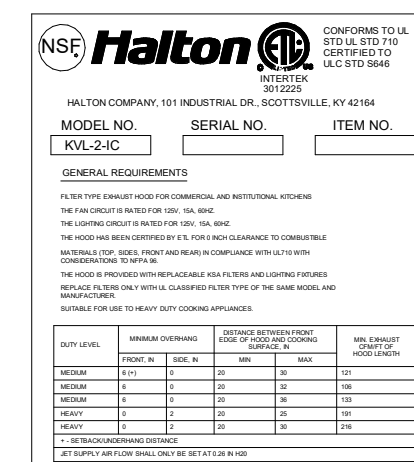 NSF Halton ETL CONFORMS TO UL
STD UL STD 710
CERTIFIED TO
ULC STD S646
INTERTEK
3012225
HALTON COMPANY, 101 INDUSTRIAL DR., SCOTTSVILLE, KY 42164
MODEL NO. SERIAL NO. ITEM NO.
KVL-2-IC
GENERAL REQUIREMENTS
FILTER TYPE EXHAUST HOOD FOR COMMERCIAL AND INSTITUTIONAL KITCHENS
THE FAN CIRCUIT IS RATED FOR 125V, 15A, 60HZ.
THE LIGHTING CIRCUIT IS RATED FOR 125V, 15A, 60HZ.
THE HOOD HAS BEEN CERTIFIED BY ETL FOR 0 INCH CLEARANCE TO COMBUSTIBLE
MATERIALS (TOP, SIDES, FRONT AND REAR) IN COMPLIANCE WITH UL710 WITH
CONSIDERATIONS TO NFPA 96.
THE HOOD IS PROVIDED WITH REPLACEABLE KSA FILTERS AND LIGHTING FIXTURES
REPLACE FILTERS ONLY WITH UL CLASSIFIED FILTER TYPE OF THE SAME MODEL AND
MANUFACTURER.
SUITABLE FOR USE TO HEAVY DUTY COOKING APPLIANCES.
DUTY LEVEL MINIMUM OVERHANG DISTANCE BETWEEN FRONT EDGE OF HOOD AND COOKING SURFACE, IN MIN. EXHAUST CFM/FT OF HOOD LENGTH
FRONT, IN SIDE, IN MIN MAX
MEDIUM 6 (+) 0 20 30 121
MEDIUM 6 0 20 32 106
MEDIUM 6 0 20 36 133
HEAVY 0 2 20 25 191
HEAVY 0 2 20 30 216
+ - SETBACK/UNDERHANG DISTANCE
JET SUPPLY AIR FLOW SHALL ONLY BE SET AT 0.26 IN H20